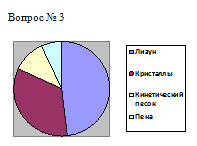 Вопрос № 3
Лизун
Кристаллы
Кинетический
песок
Пена